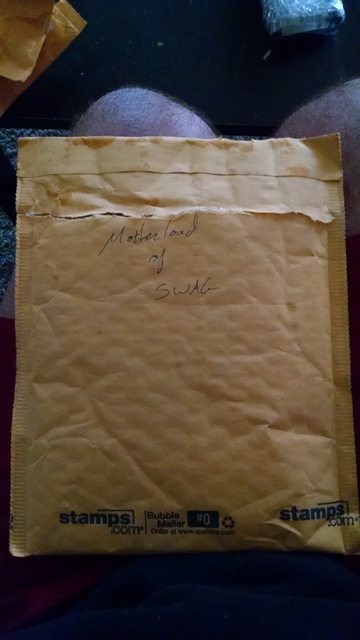 Motherload
of
SWAG
stamps
.com
Bubble
Mailer
#0
Order at www.stamps.com
stamps
.com